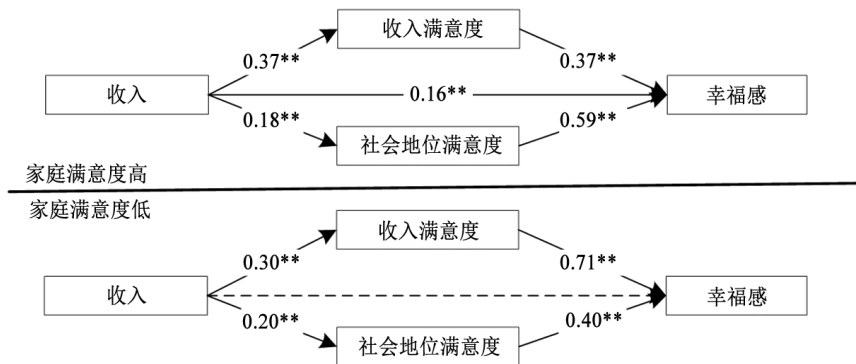 收入满意度
0.37**
0.37**
收入
0.16**
幸福感
0.18**
0.59**
社会地位满意度
家庭满意度高
家庭满意度低
收入满意度
0.30**
0.71**
收入
幸福感
0.20**
0.40**
社会地位满意度